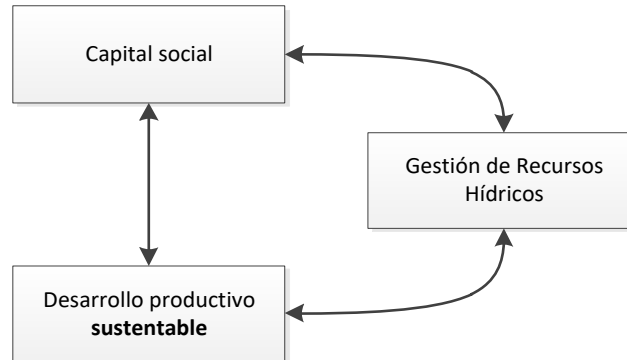 Capital social
Gestión de Recursos
Hídricos
Desarrollo productivo
sustentable